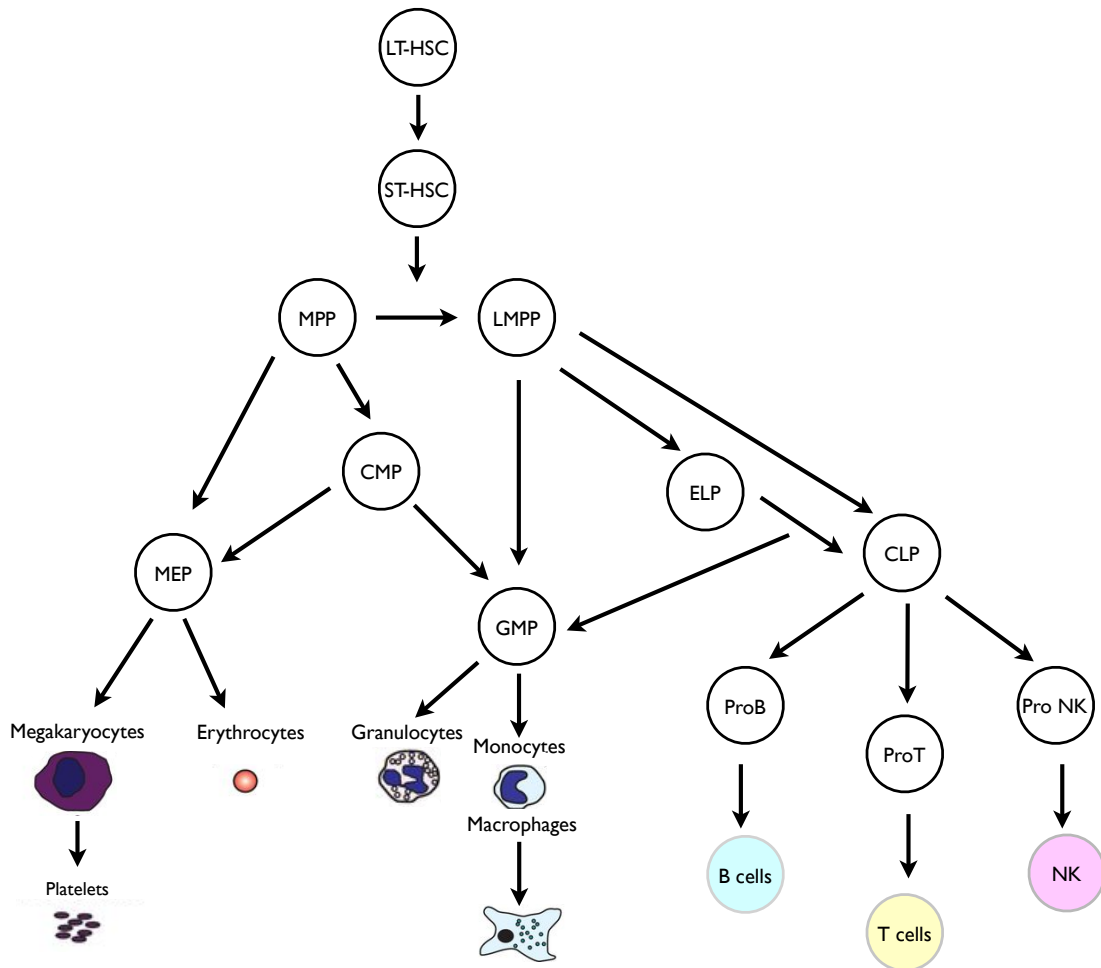 LT-HSC
ST-HSC
MPP
LMPP
CMP
ELP
CLP
MEP
GMP
ProB
Pro NK
ProT
Megakaryocytes
Erythrocytes
Granulocytes
Monocytes
Macrophages
Platelets
B cells
NK
T cells